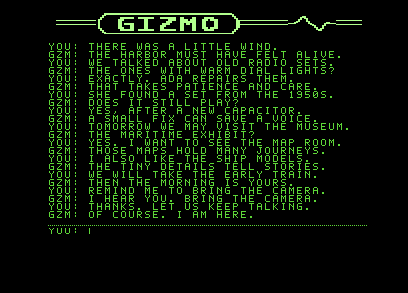 GIZMO
YOU: THERE WAS A LITTLE WIND.
GZM: THE HARBOR MUST HAVE FELT ALIVE.
YOU: WE TALKED ABOUT OLD RADIO SETS.
GZM: THE ONES WITH WARM DIAL LIGHTS?
YOU: EXACTLY. ADA REPAIRS THEM.
GZM: THAT TAKES PATIENCE AND CARE.
YOU: SHE FOUND A SET FROM THE 1950S.
GZM: DOES IT STILL PLAY?
YOU: YES, AFTER A NEW CAPACITOR.
GZM: A SMALL FIX CAN SAVE A VOICE.
YOU: TOMORROW WE MAY VISIT THE MUSEUM.
GZM: THE MARITIME EXHIBIT?
YOU: YES. I WANT TO SEE THE MAP ROOM.
GZM: THOSE MAPS HOLD MANY JOURNEYS.
YOU: I ALSO LIKE THE SHIP MODELS.
GZM: THE TINY DETAILS TELL STORIES.
YOU: WE WILL TAKE THE EARLY TRAIN.
GZM: THEN THE MORNING IS YOURS.
YOU: REMIND ME TO BRING THE CAMERA.
GZM: I HEAR YOU. BRING THE CAMERA.
YOU: THANKS. LET US KEEP TALKING.
GZM: OF COURSE. I AM HERE.
YOU: